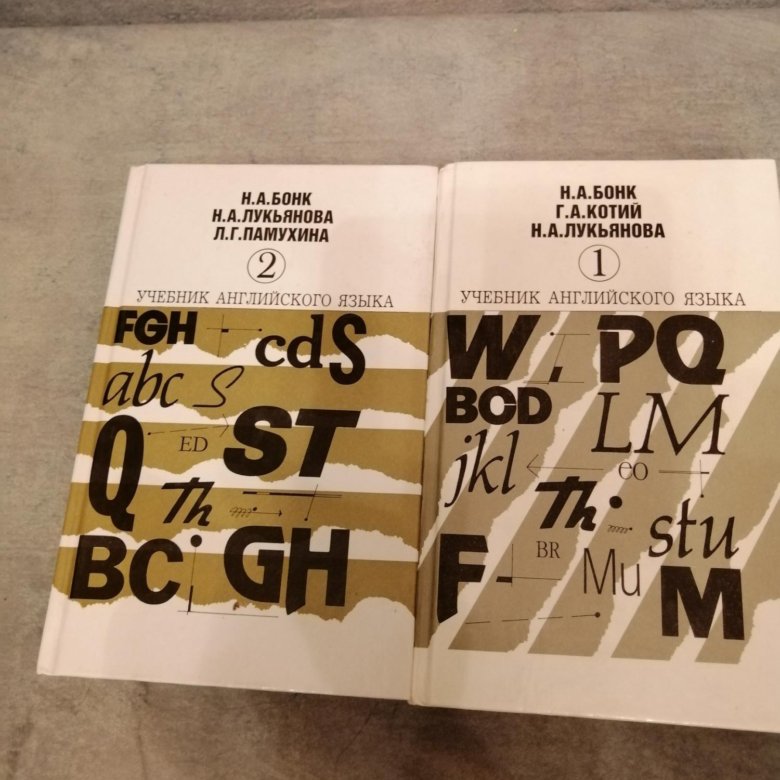 Н.А.БОНК
Н.А.ЛУКЬЯНОВА
Л.Г.ПАМУХИНА
2
УЧЕБНИК АНГЛИЙСКОГО ЯЗЫКА
FGH cdS
abc S
Q ED ST
Th
BC GH
Н.А.БОНК
Г.А.КОТИЙ
Н.А.ЛУКЬЯНОВА
1
УЧЕБНИК АНГЛИЙСКОГО ЯЗЫКА
W PQ
BCD LM
jkl eo
Th stu
F BR Mu M